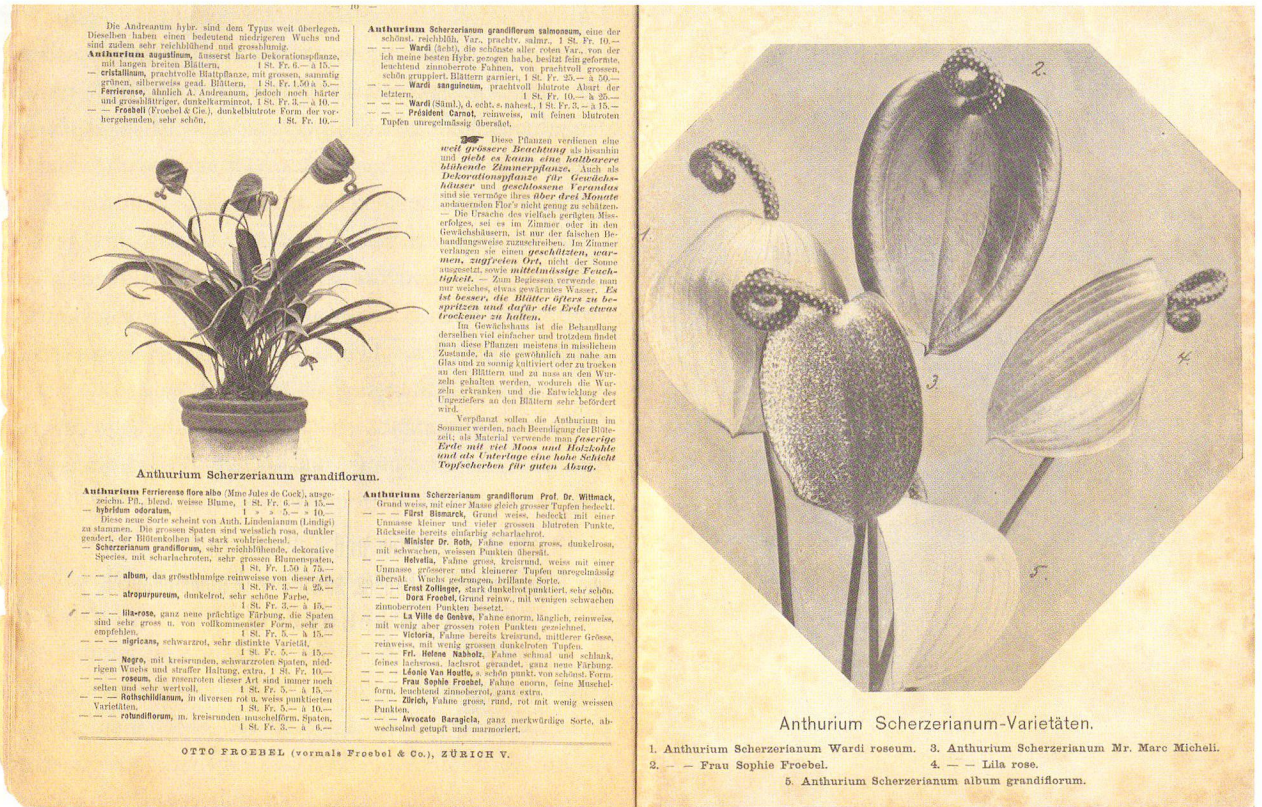 — 10 —
Die Andreanum hybr. sind dem Typus weit überlegen.
Dieselben haben einen bedeutend niedrigeren Wuchs und
sind zudem sehr reichblühend und grossblumig.
Anthurium augustinum, äusserst harte Dekorationspflanze,
mit langen breiten Blättern, 1 St. Fr. 6.— à 15.—
— cristallinum, prachtvolle Blattpflanze, mit grossen, sammtig
grünen, silberweiss gead. Blättern, 1 St. Fr. 1.50 à 5.—
— Ferrierense, ähnlich A. Andreanum, jedoch noch härter
und grossblättriger, dunkelkarminrot, 1 St. Fr. 3.— à 10.—
— Froebeli (Froebel & Cie.), dunkelblutrote Form der vor-
hergehenden, sehr schön, 1 St. Fr. 10.—
Anthurium Scherzerianum grandiflorum salmoneum, eine der
schönst. reichblüh. Var., prachtv. salmr., 1 St. Fr. 10.—
— — — Wardi (ächt), die schönste aller roten Var., von der
ich meine besten Hybr. gezogen habe, besitzt fein geformte,
leuchtend zinnoberrote Fahnen, von prachtvoll grossen,
schön gruppiert. Blättern garniert, 1 St. Fr. 25.— à 50.—
— — — Wardi sanguineum, prachtvoll blutrote Abart der
letztern, 1 St. Fr. 10.— à 25.—
— — — Wardi (Säml.), d. echt. s. nahest., 1 St. Fr. 3.— à 15.—
— — — Président Carnot, reinweiss, mit feinen blutroten
Tupfen unregelmässig übersäet.
☛ Diese Pflanzen verdienen eine
weit grössere Beachtung als bisanhin
und giebt es kaum eine haltbarere
blühende Zimmerpflanze. Auch als
Dekorationspflanze für Gewächs-
häuser und geschlossene Verandas
sind sie vermöge ihres über drei Monate
andauernden Flor's nicht genug zu schätzen.
— Die Ursache des vielfach gerügten Miss-
erfolges, sei es im Zimmer oder in den
Gewächshäusern, ist nur der falschen Be-
handlungsweise zuzuschreiben. Im Zimmer
verlangen sie einen geschützten, war-
men, zugfreien Ort, nicht der Sonne
ausgesetzt, sowie mittelmässige Feuch-
tigkeit. — Zum Begiessen verwende man
nur weiches, etwas gewärmtes Wasser. Es
ist besser, die Blätter öfters zu be-
spritzen und dafür die Erde etwas
trockener zu halten.
Im Gewächshaus ist die Behandlung
derselben viel einfacher und trotzdem findet
man diese Pflanzen meistens in misslichem
Zustande, da sie gewöhnlich zu nahe am
Glas und zu sonnig kultiviert oder zu trocken
an den Blättern und zu nass an den Wur-
zeln gehalten werden, wodurch die Wur-
zeln erkranken und die Entwicklung des
Ungeziefers an den Blättern sehr befördert
wird.
Verpflanzt sollen die Anthurium im
Sommer werden, nach Beendigung der Blüte-
zeit; als Material verwende man faserige
Erde mit viel Moos und Holzkohle
und als Unterlage eine hohe Schicht
Topfscherben für guten Abzug.
Anthurium Scherzerianum grandiflorum.
Anthurium Ferrierense flore albo (Mme Jules de Cock), ausge-
zeichn. Pfl., blend. weisse Blume, 1 St. Fr. 6.— à 15.—
— hybridum odoratum, 1 » » 5.— » 10.—
Diese neue Sorte scheint von Auth. Lindenianum (Lindigi)
zu stammen. Die grossen Spaten sind weisslich rosa, dunkler
geadert, der Blütenkolben ist stark wohlriechend.
— Scherzerianum grandiflorum, sehr reichblühende, dekorative
Species, mit scharlachroten, sehr grossen Blumenspaten,
1 St. Fr. 1.50 à 75.—
— — — album, das grösstblumige reinweisse von dieser Art,
1 St. Fr. 3.— à 25.—
— — — atropurpureum, dunkelrot, sehr schöne Farbe,
1 St. Fr. 3.— à 15.—
— — — lila-rose, ganz neue prächtige Färbung, die Spaten
sind sehr gross u. von vollkommenster Form, sehr zu
empfehlen, 1 St. Fr. 5.— à 15.—
— — — nigricans, schwarzrot, sehr distinkte Varietät,
1 St. Fr. 5.— à 15.—
— — — Negro, mit kreisrunden, schwarzroten Spaten, nied-
rigem Wuchs und straffer Haltung, extra, 1 St. Fr. 10.—
— — — roseum, die rosenroten dieser Art sind immer noch
selten und sehr wertvoll, 1 St. Fr. 5.— à 15.—
— — — Rothschildianum, in diversen rot u. weiss punktierten
Varietäten, 1 St. Fr. 5.— à 10.—
— — — rotundiflorum, m. kreisrunden muschelförm. Spaten,
1 St. Fr. 3.— à 6.—
Anthurium Scherzerianum grandiflorum Prof. Dr. Wittmack,
Grund weiss, mit einer Masse gleich grosser Tupfen bedeckt.
— — — Fürst Bismarck, Grund weiss, bedeckt mit einer
Unmasse kleiner und vieler grossen blutroten Punkte,
Rückseite bereits einfarbig scharlachrot.
— — — Minister Dr. Roth, Fahne enorm gross, dunkelrosa,
mit schwachen, weissen Punkten übersät.
— — — Helvetia, Fahne gross, kreisrund, weiss mit einer
Unmasse grösserer und kleinerer Tupfen unregelmässig
übersät. Wuchs gedrungen, brillante Sorte.
— — — Ernst Zollinger, stark dunkelrot punktiert, sehr schön.
— — — Dora Froebel, Grund reinw., mit wenigen schwachen
zinnoberroten Punkten besetzt.
— — — La Ville de Genève, Fahne enorm, länglich, reinweiss,
mit wenig aber grossen roten Punkten gezeichnet.
— — — Victoria, Fahne bereits kreisrund, mittlerer Grösse,
reinweiss, mit wenig grossen dunkelroten Tupfen.
— — — Frl. Helene Nabholz, Fahne schmal und schlank,
feines lachsrosa, lachsrot gerandet, ganz neue Färbung.
— — — Léonie Van Houtte, s. schön punkt. von schönst. Form.
— — — Frau Sophie Froebel, Fahne enorm, feine Muschel-
form, leuchtend zinnoberrot, ganz extra.
— — — Zürich, Fahne gross, rund, rot mit wenig weissen
Punkten.
— — — Avvocato Baragiola, ganz merkwürdige Sorte, ab-
wechselnd getupft und marmoriert.
OTTO FROEBEL (vormals Froebel & Co.), ZÜRICH V.
1.
2.
3
4.
5.
Anthurium Scherzerianum-Varietäten.
1. Anthurium Scherzerianum Wardi roseum. 3. Anthurium Scherzerianum Mr. Marc Micheli.
2. — — Frau Sophie Froebel. 4. — — Lila rose.
5. Anthurium Scherzerianum album grandiflorum.